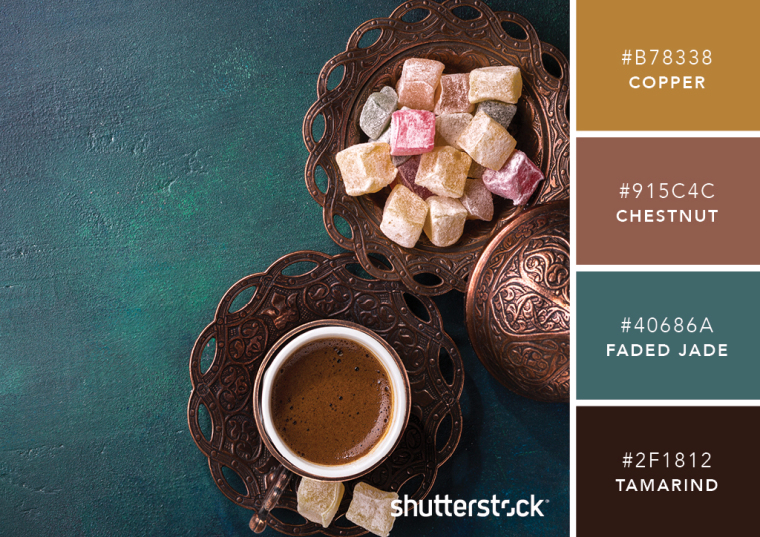 #B78338
COPPER
#915C4C
CHESTNUT
#40686A
FADED JADE
#2F1812
TAMARIND
shutterstock